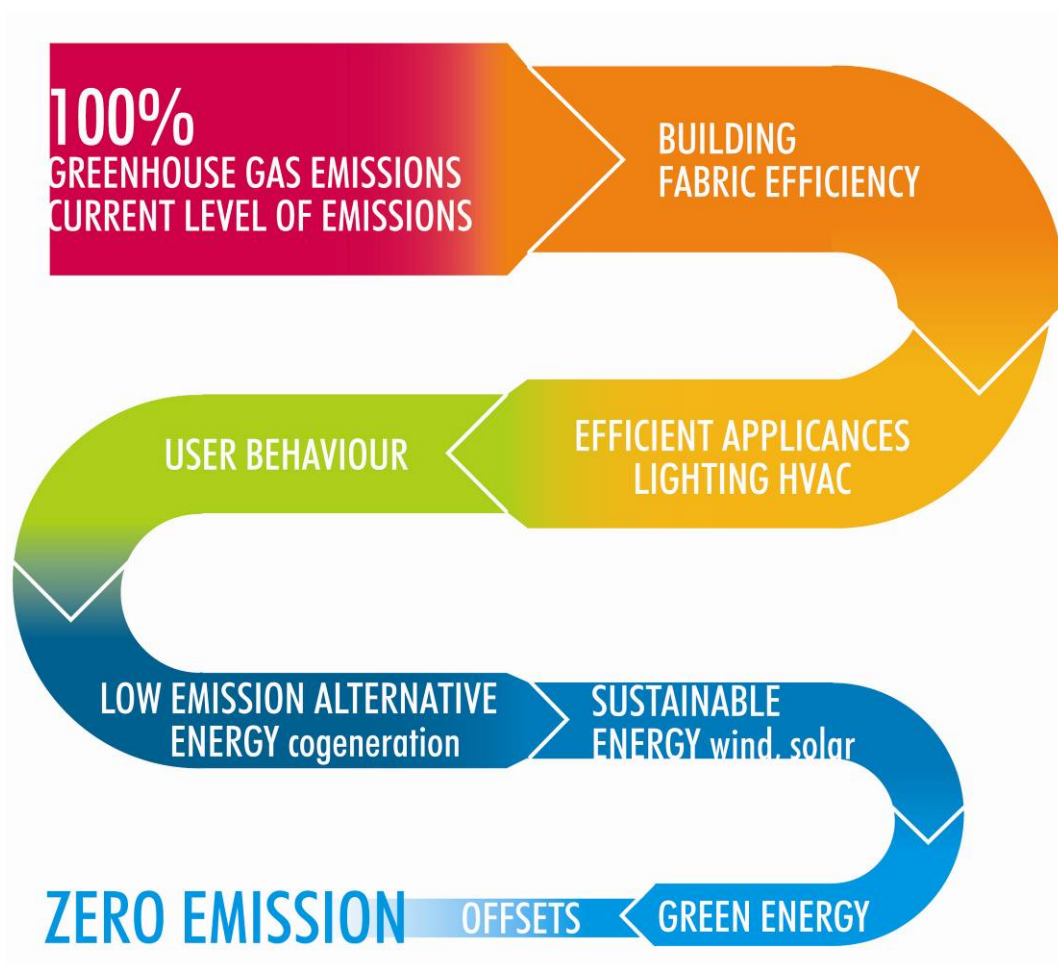 100%
GREENHOUSE GAS EMISSIONS
CURRENT LEVEL OF EMISSIONS
BUILDING
FABRIC EFFICIENCY
EFFICIENT APPLICANCES
LIGHTING HVAC
USER BEHAVIOUR
LOW EMISSION ALTERNATIVE
ENERGY cogeneration
SUSTAINABLE
ENERGY wind, solar
GREEN ENERGY
OFFSETS
ZERO EMISSION